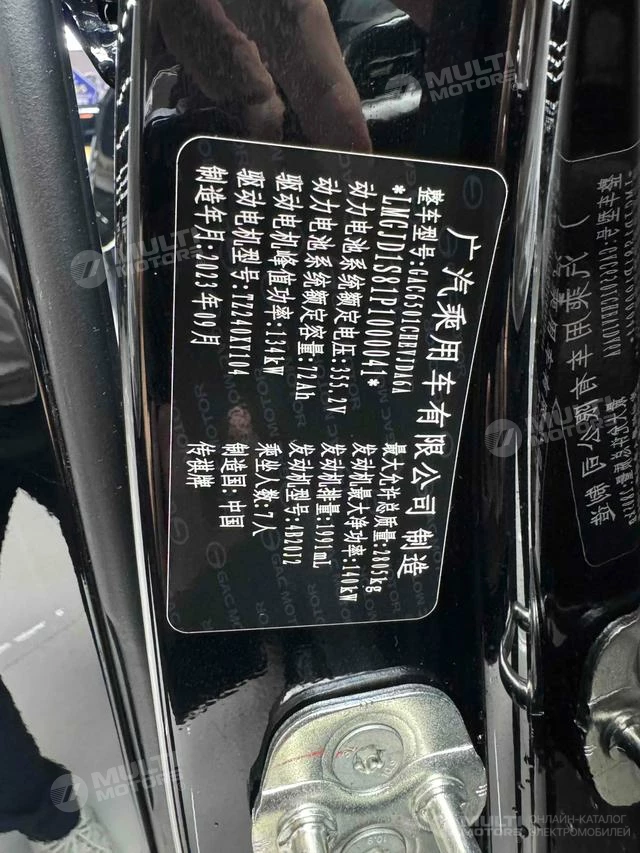 广汽乘用车有限公司 制造
整车型号:GAC6501CHEVDA6A
*LMGJD1S81P1000041*
最大允许总质量:2805kg
动力电池系统额定电压:355.2V
发动机最大净功率:140kW
动力电池系统额定容量:72Ah
发动机排量:1991mL
驱动电机峰值功率:134kW
发动机型号:4B20J2
驱动电机型号:TZ240XY104
乘坐人数:7人
制造年月:2023年09月
制造国:中国
传祺牌
GAC MOTOR
MULTI MOTORS
ОНЛАЙН-КАТАЛОГ
ЭЛЕКТРОМОБИЛЕЙ